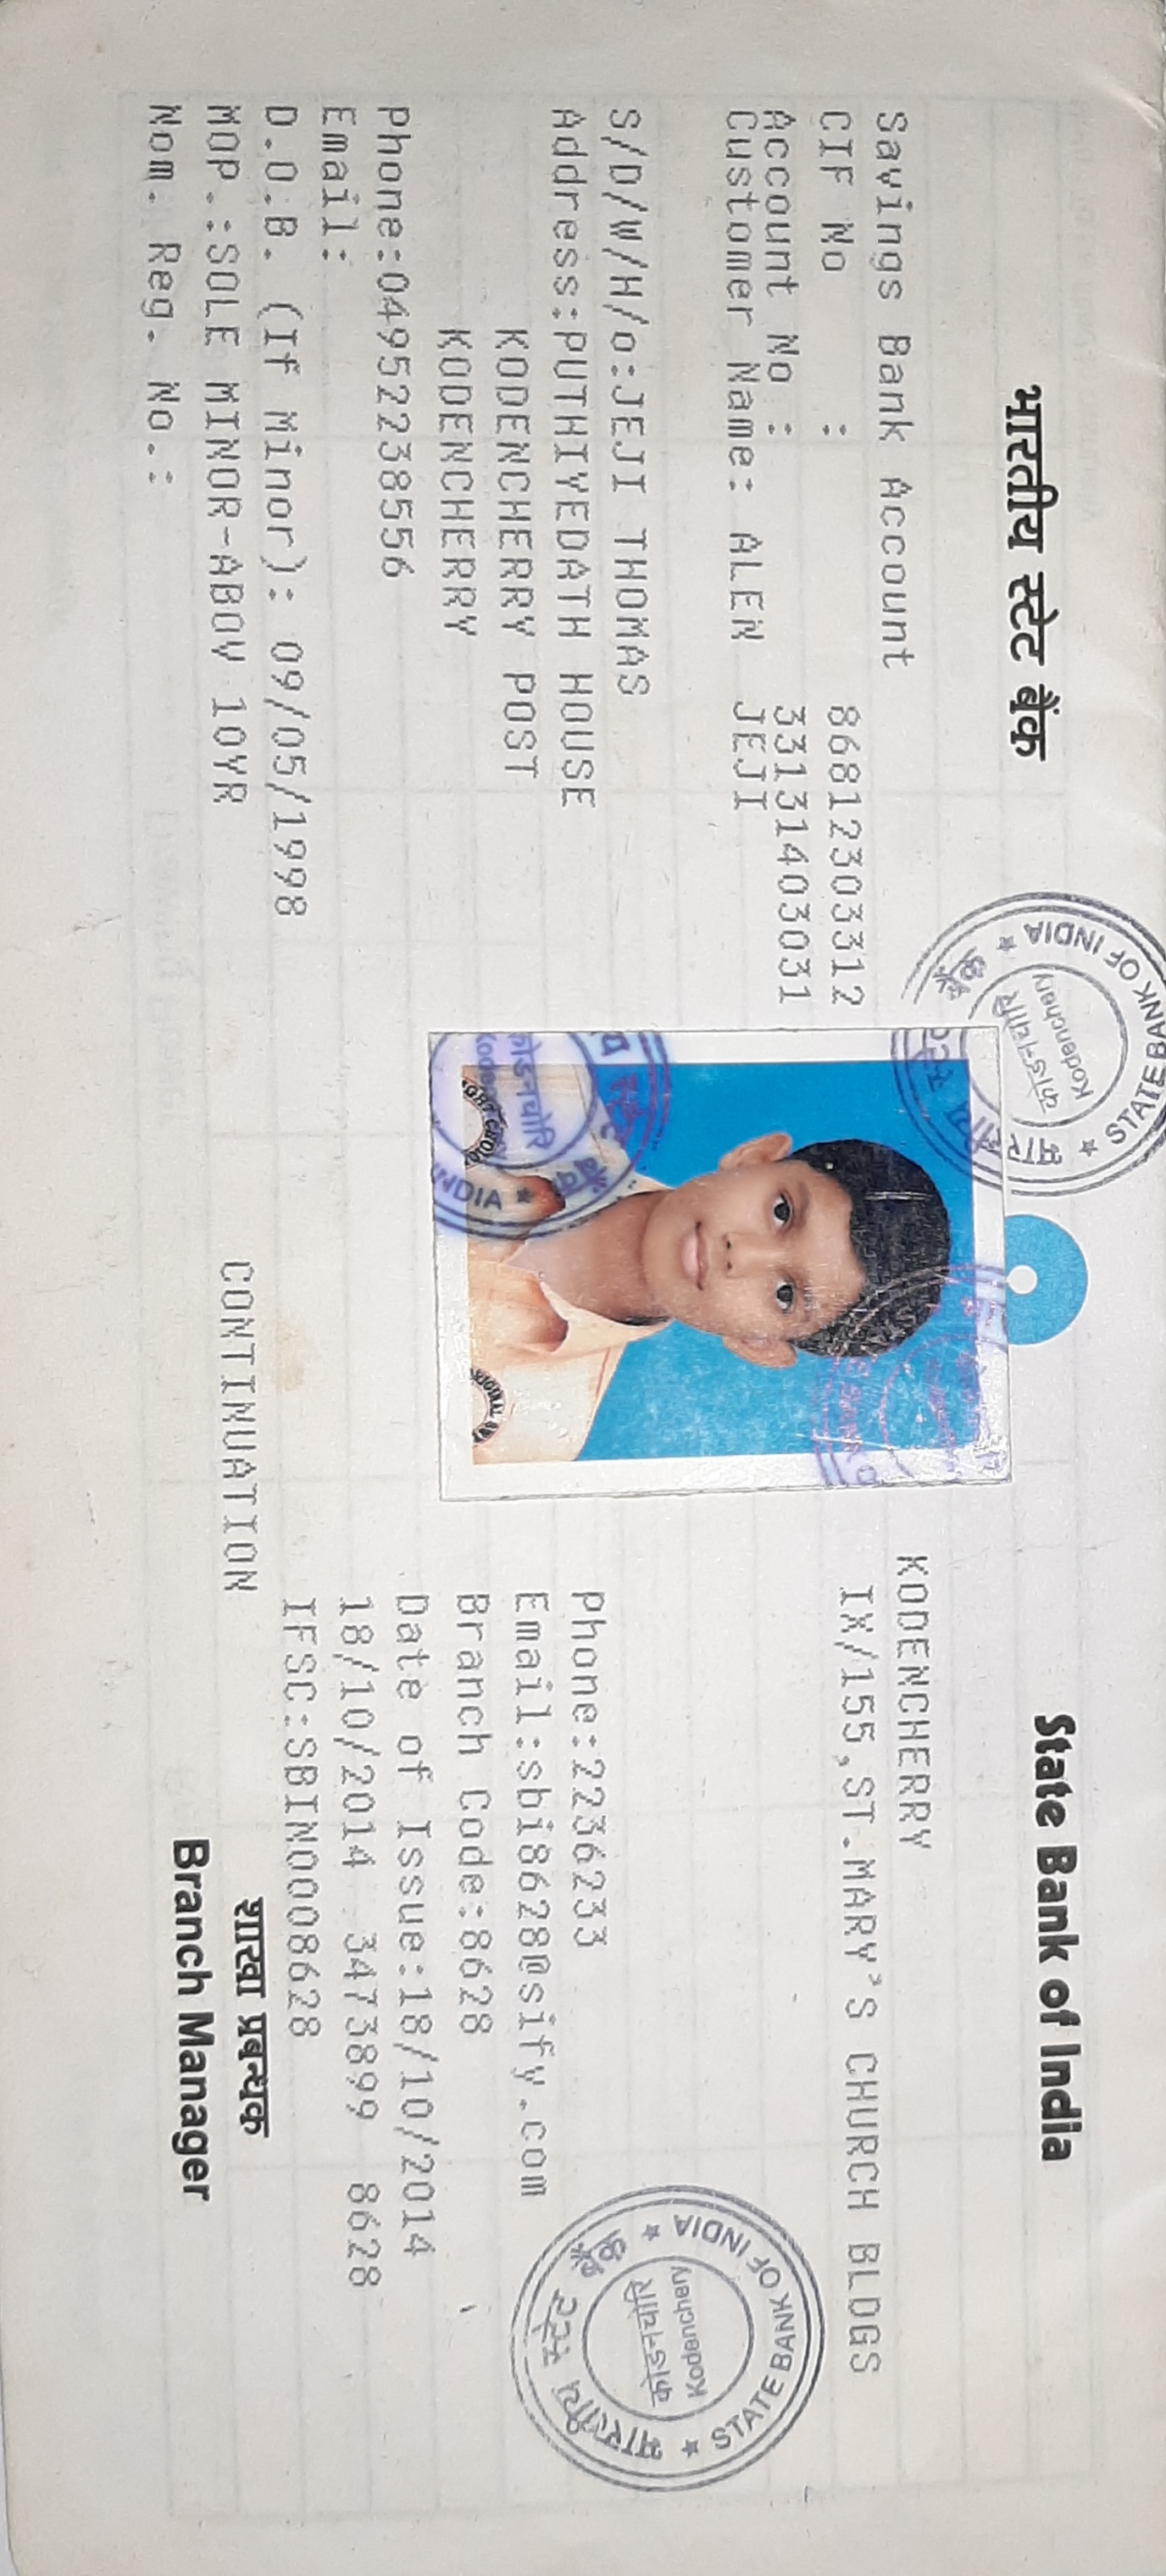 भारतीय स्टेट बैंक
Savings Bank Account
CIF No : 86812303312
Account No : 33131403031
Customer Name: ALEN JEJI
S/D/W/H/o:JEJI THOMAS
Address:PUTHIYEDATH HOUSE
KODENCHERRY POST
KODENCHERRY
Phone:04952238556
Email:
D.O.B. (If Minor): 09/05/1998
MOP.:SOLE MINOR-ABOV 10YR
Nom. Reg. No.:
STATE BANK OF INDIA ★ भारतीय स्टेट बैंक ★
कोडनचोरि
Kodenchery
स्टेट बैंक ★ INDIA
कोडनचोरि
CONTINUATION
State Bank of India
KODENCHERRY
IX/155,ST.MARY'S CHURCH BLDGS
Phone:2236233
Email:sbi8628@sify.com
Branch Code:8628
Date of Issue:18/10/2014
18/10/2014 3473899 8628
IFSC:SBIN0008628
शाखा प्रबन्धक
Branch Manager
STATE BANK OF INDIA ★ भारतीय स्टेट बैंक ★
कोडनचोरि
Kodenchery